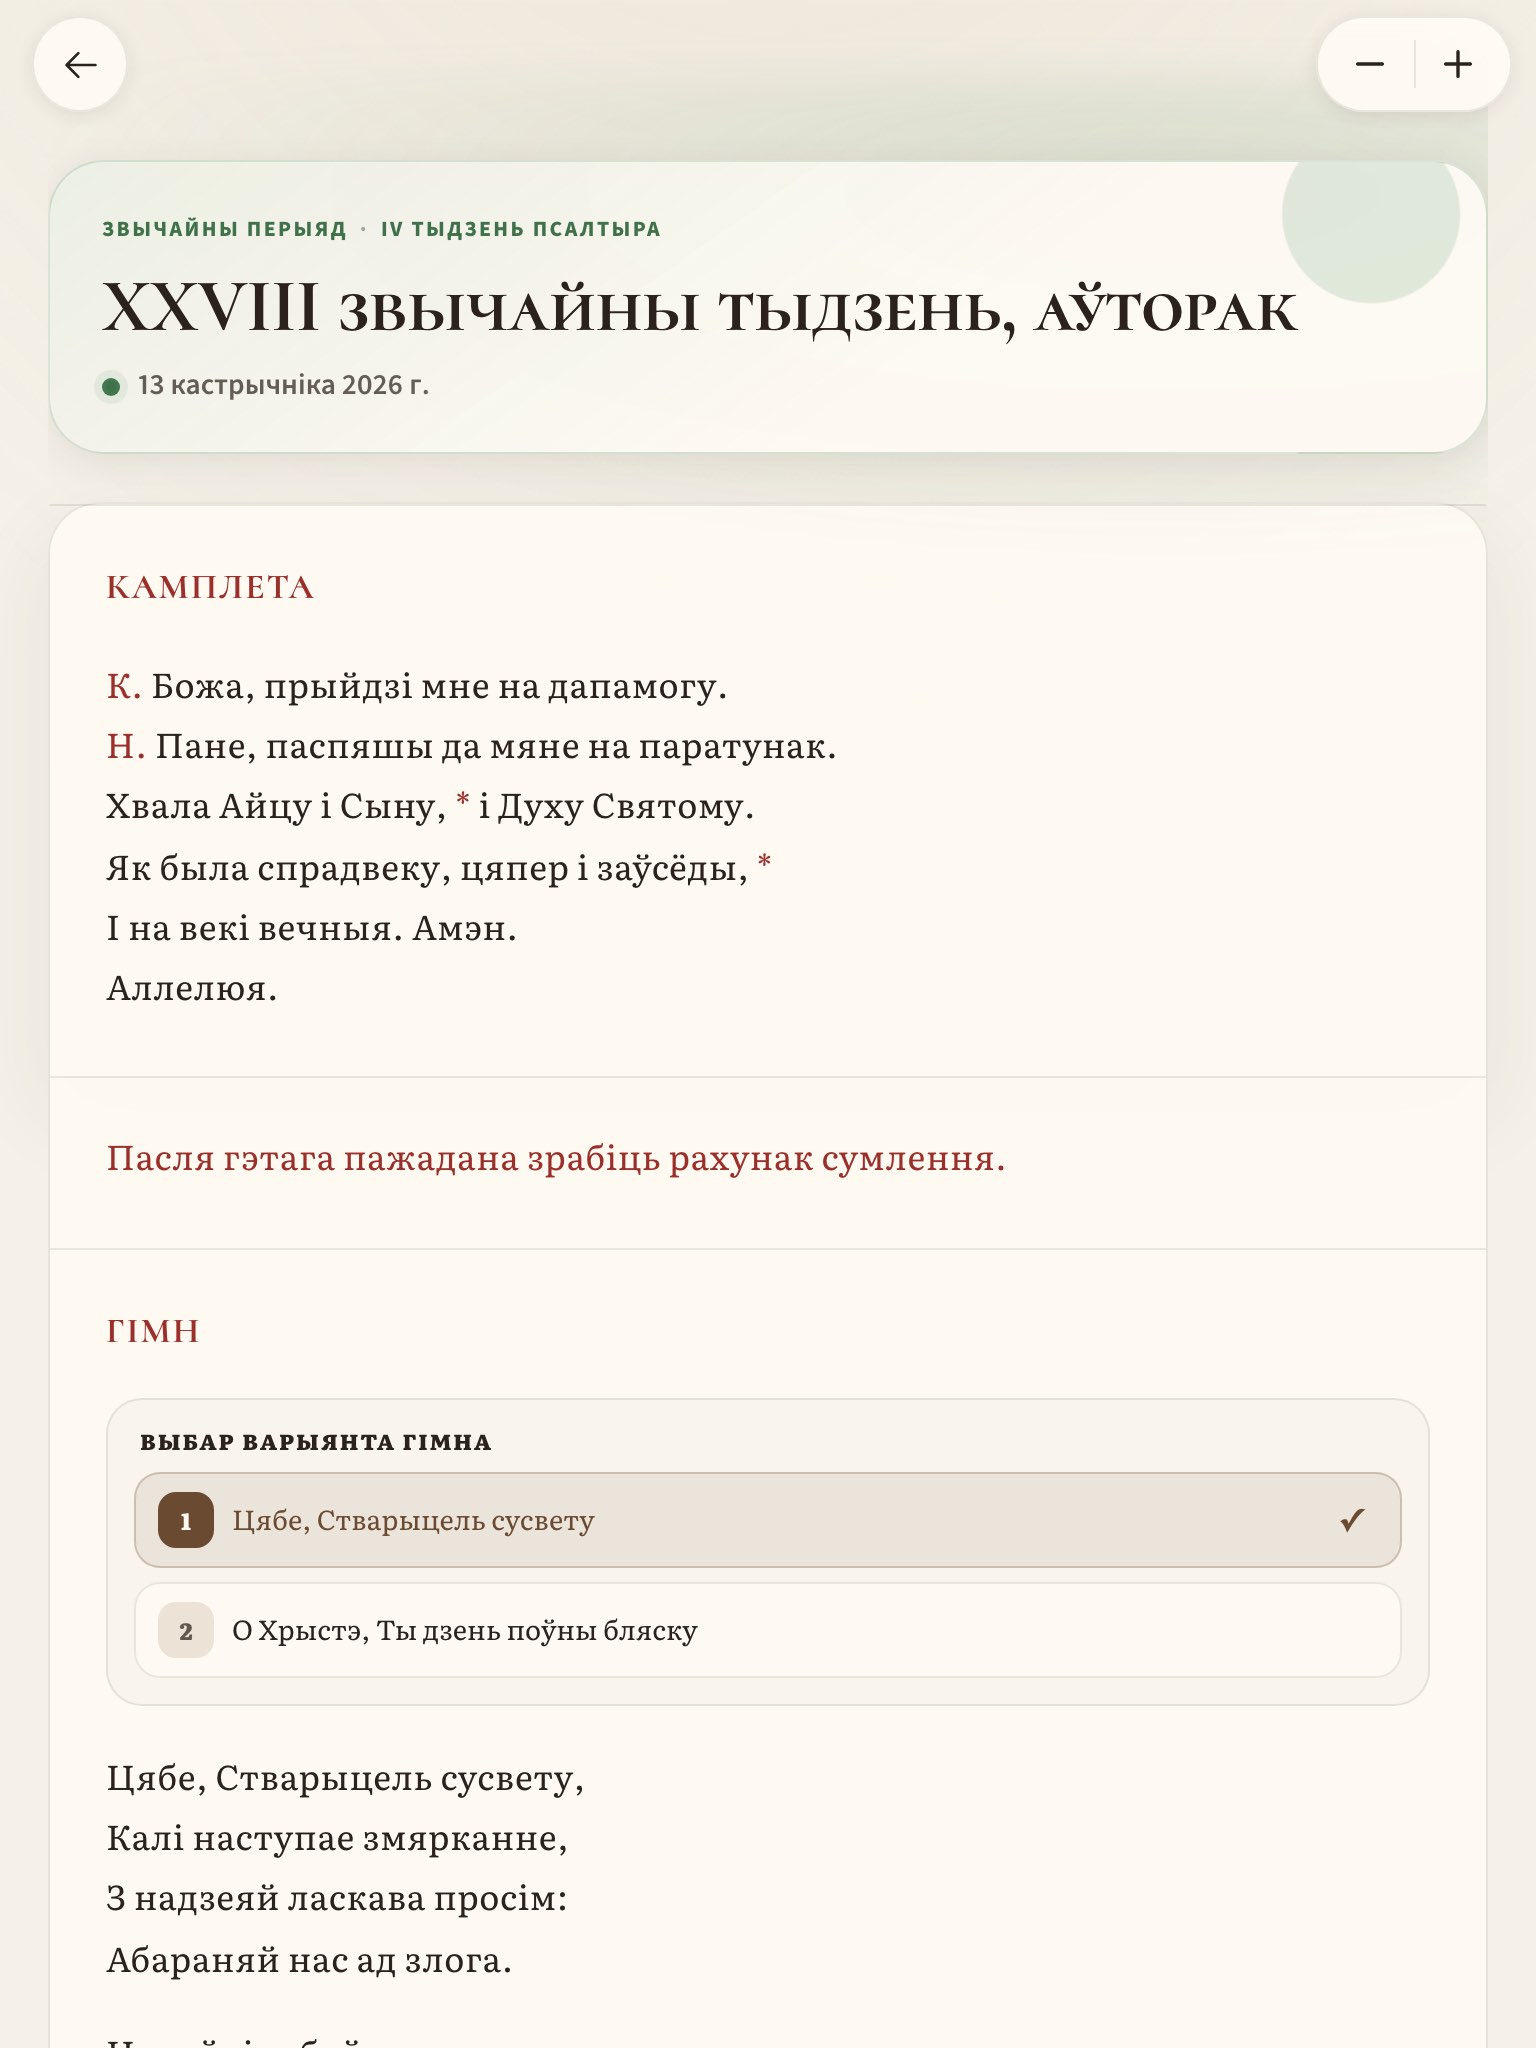 ЗВЫЧАЙНЫ ПЕРЫЯД · IV ТЫДЗЕНЬ ПСАЛТЫРА
XXVIII ЗВЫЧАЙНЫ ТЫДЗЕНЬ, АЎТОРАК
13 кастрычніка 2026 г.
КАМПЛЕТА
К. Божа, прыйдзі мне на дапамогу.
Н. Пане, паспяшы да мяне на паратунак.
Хвала Айцу і Сыну, * і Духу Святому.
Як была спрадвеку, цяпер і заўсёды, *
І на векі вечныя. Амэн.
Аллелюя.
Пасля гэтага пажадана зрабіць рахунак сумлення.
ГІМН
ВЫБАР ВАРЫЯНТА ГІМНА
1 Цябе, Стварыцель сусвету ✓
2 О Хрыстэ, Ты дзень поўны бляску
Цябе, Стварыцель сусвету,
Калі наступае змярканне,
З надзеяй ласкава просім:
Абараняй нас ад злога.